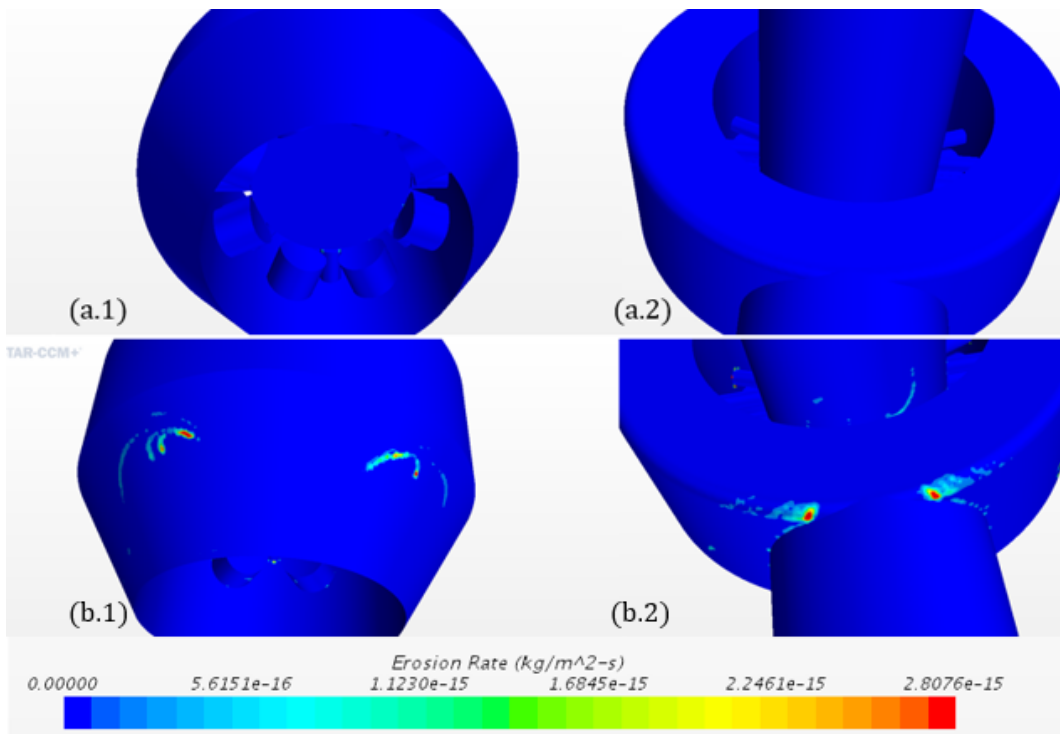 (a.1)
(a.2)
TAR-CCM+
(b.1)
(b.2)
Erosion Rate (kg/m^2-s)
0.00000 5.6151e-16 1.1230e-15 1.6845e-15 2.2461e-15 2.8076e-15